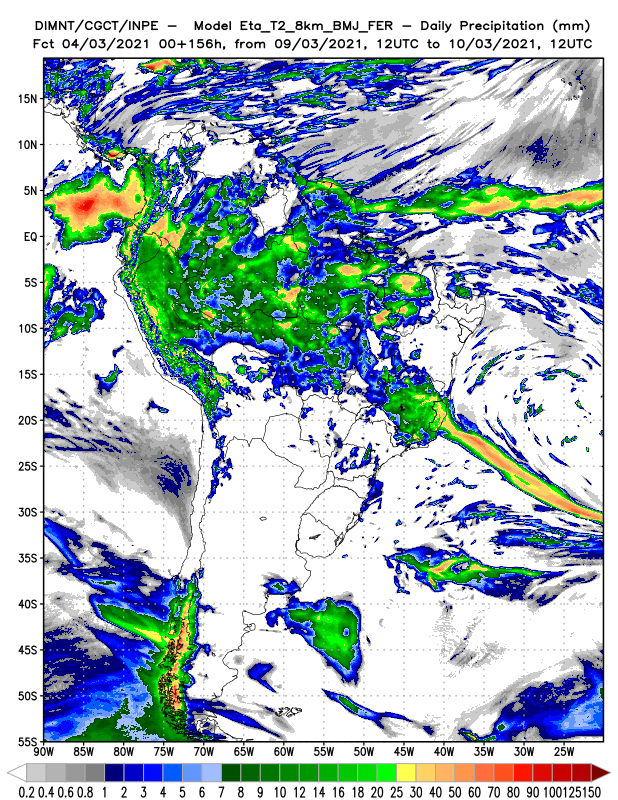 DIMNT/CGCT/INPE − Model Eta_T2_8km_BMJ_FER − Daily Precipitation (mm)
Fct 04/03/2021 00+156h, from 09/03/2021, 12UTC to 10/03/2021, 12UTC
15N
10N
5N
EQ
5S
10S
15S
20S
25S
30S
35S
40S
45S
50S
55S
90W 85W 80W 75W 70W 65W 60W 55W 50W 45W 40W 35W 30W 25W
0.2 0.4 0.6 0.8 1 2 3 4 5 6 7 8 9 10 12 14 16 18 20 25 30 40 50 60 70 80 90 100 125 150